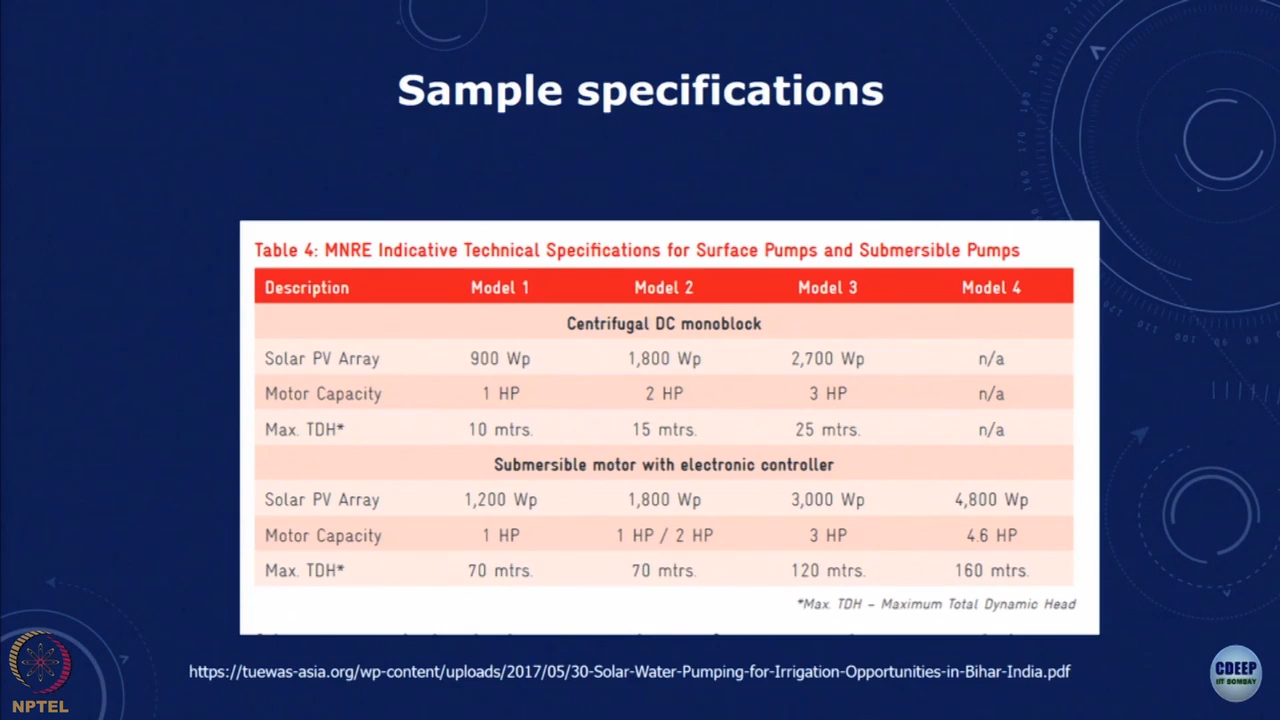 Sample specifications
Table 4: MNRE Indicative Technical Specifications for Surface Pumps and Submersible Pumps
Description Model 1 Model 2 Model 3 Model 4
Centrifugal DC monoblock
Solar PV Array 900 Wp 1,800 Wp 2,700 Wp n/a
Motor Capacity 1 HP 2 HP 3 HP n/a
Max. TDH* 10 mtrs. 15 mtrs. 25 mtrs. n/a
Submersible motor with electronic controller
Solar PV Array 1,200 Wp 1,800 Wp 3,000 Wp 4,800 Wp
Motor Capacity 1 HP 1 HP / 2 HP 3 HP 4.6 HP
Max. TDH* 70 mtrs. 70 mtrs. 120 mtrs. 160 mtrs.
*Max. TDH – Maximum Total Dynamic Head
https://tuewas-asia.org/wp-content/uploads/2017/05/30-Solar-Water-Pumping-for-Irrigation-Opportunities-in-Bihar-India.pdf
NPTEL
CDEEP
IIT BOMBAY